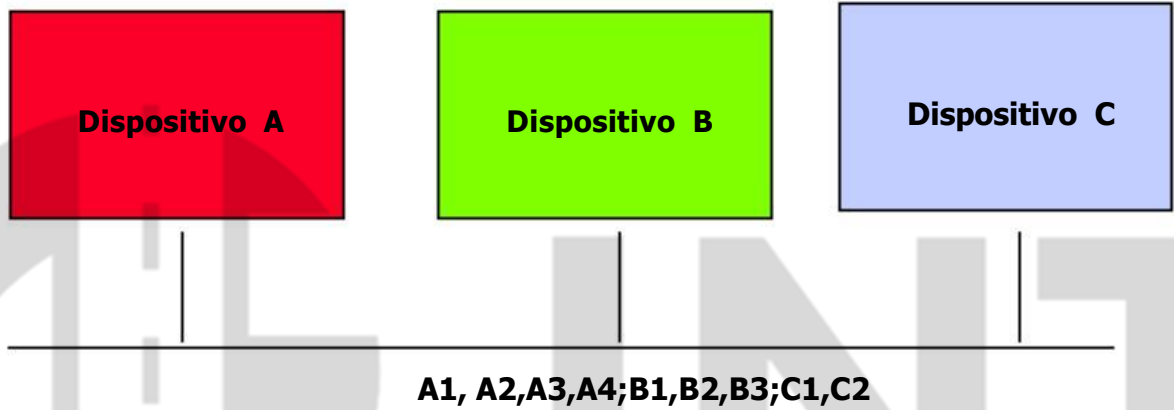 Dispositivo A
Dispositivo B
Dispositivo C
A1, A2,A3,A4;B1,B2,B3;C1,C2